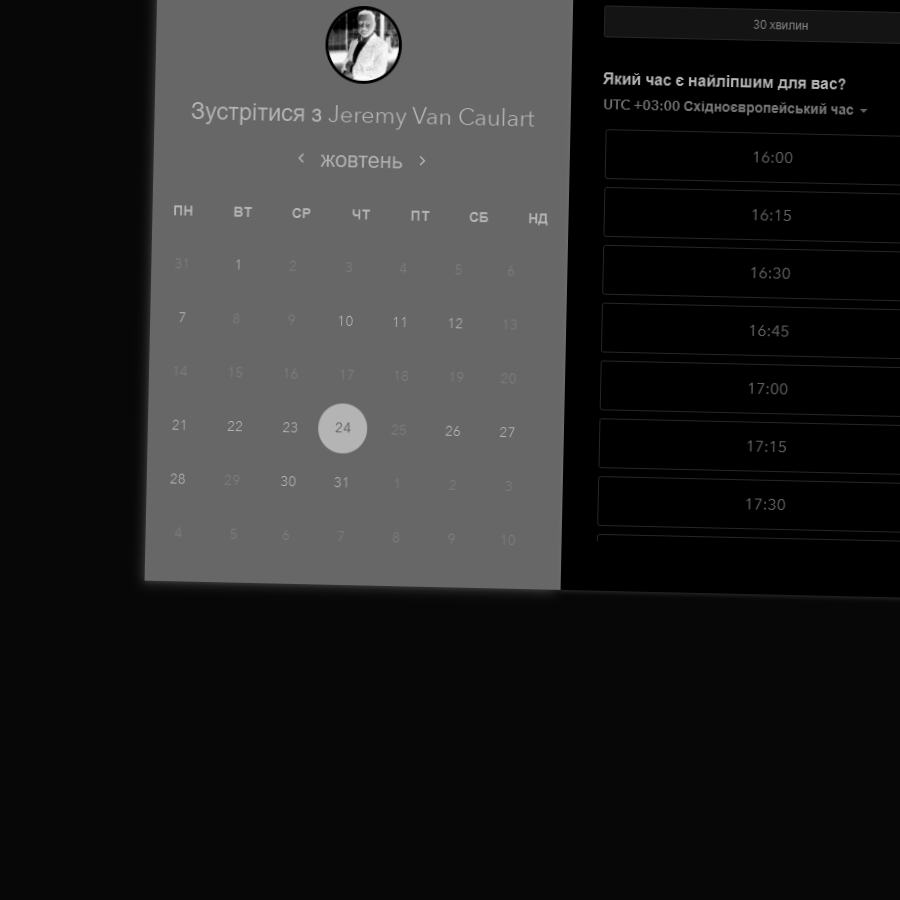 Зустрітися з Jeremy Van Caulart
жовтень
ПН ВТ СР ЧТ ПТ СБ НД
31 1 2 3 4 5 6
7 8 9 10 11 12 13
14 15 16 17 18 19 20
21 22 23 24 25 26 27
28 29 30 31 1 2 3
4 5 6 7 8 9 10
30 хвилин
Який час є найліпшим для вас?
UTC +03:00 Східноєвропейський час
16:00
16:15
16:30
16:45
17:00
17:15
17:30